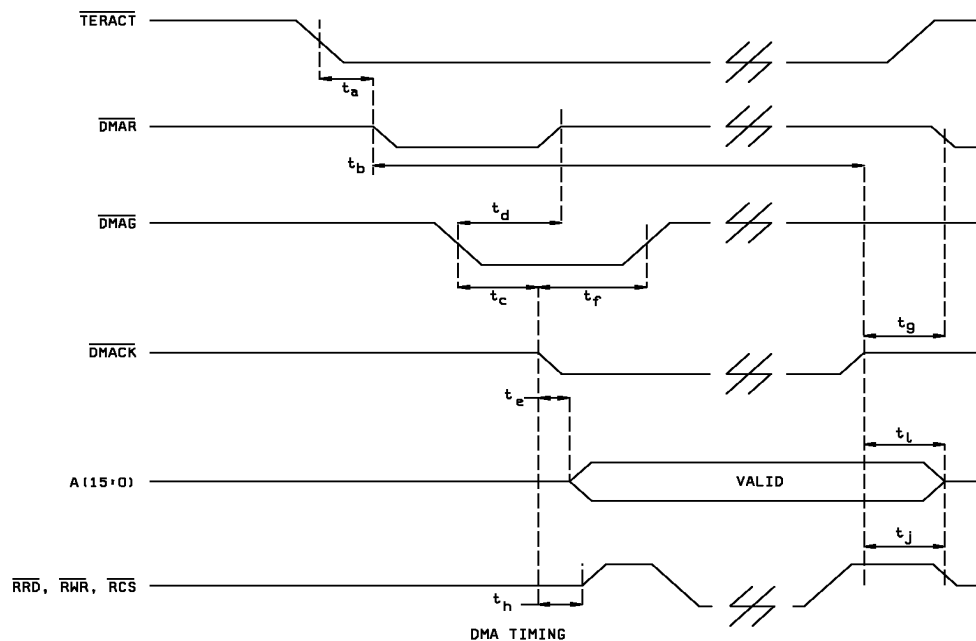 TERACT
t_a
DMAR
t_b
t_d
DMAG
t_c
t_f
t_g
DMACK
t_e
t_l
A(15:0)
VALID
t_j
RRD, RWR, RCS
t_h
DMA TIMING